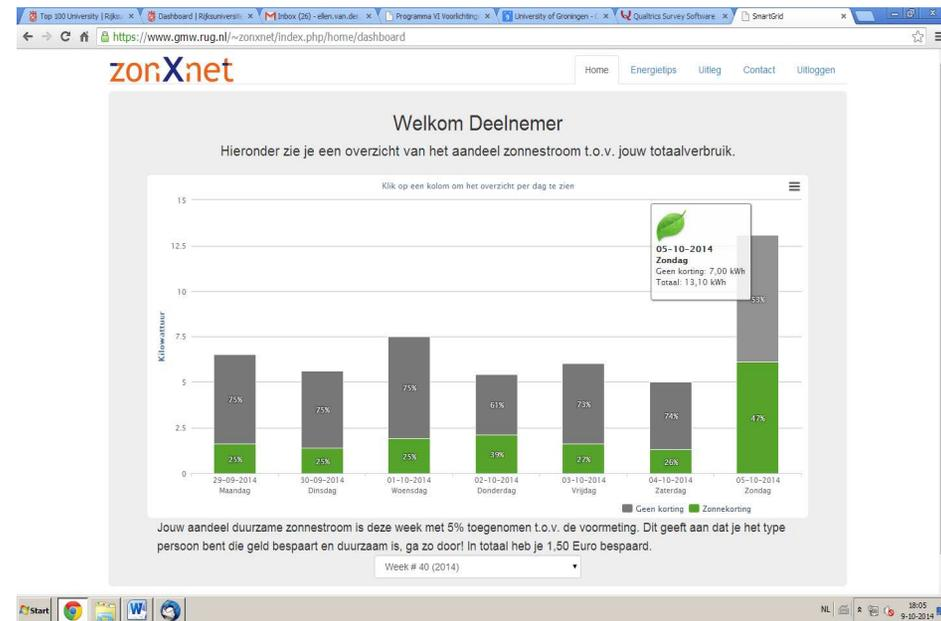 Top 100 University | Rijksu
Dashboard | Rijksuniversite
Inbox (26) - ellen.van.der.
Programma VI Voorlichting:
University of Groningen - (
Qualtrics Survey Software
SmartGrid
https://www.gmw.rug.nl/~zonxnet/index.php/home/dashboard
zonXnet
Home Energietips Uitleg Contact Uitloggen
Welkom Deelnemer
Hieronder zie je een overzicht van het aandeel zonnestroom t.o.v. jouw totaalverbruik.
Klik op een kolom om het overzicht per dag te zien
Kilowattuur
15
12.5
10
7.5
5
2.5
0
05-10-2014
Zondag
Geen korting: 7,00 kWh
Totaal: 13,10 kWh
75% 75% 75% 61% 73% 74% 53%
25% 25% 25% 39% 27% 26% 47%
29-09-2014 30-09-2014 01-10-2014 02-10-2014 03-10-2014 04-10-2014 05-10-2014
Maandag Dinsdag Woensdag Donderdag Vrijdag Zaterdag Zondag
Geen korting Zonnekorting
Jouw aandeel duurzame zonnestroom is deze week met 5% toegenomen t.o.v. de voormeting. Dit geeft aan dat je het type
persoon bent die geld bespaart en duurzaam is, ga zo door! In totaal heb je 1,50 Euro bespaard.
Week # 40 (2014)
Start
NL
18:05
9-10-2014